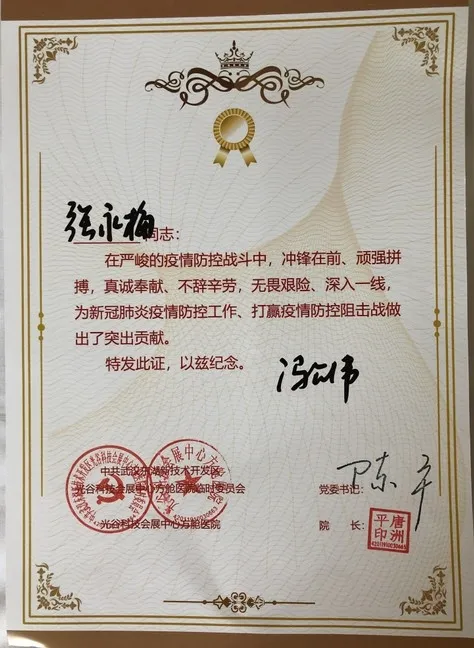 张永梅同志：
在严峻的疫情防控战斗中，冲锋在前、顽强拼
搏，真诚奉献、不辞辛劳，无畏艰险、深入一线，
为新冠肺炎疫情防控工作、打赢疫情防控阻击战做
出了突出贡献。
特发此证，以兹纪念。
中共武汉东湖新技术开发区
光谷科技会展中心方舱医院临时委员会
党委书记：
光谷科技会展中心方舱医院
院 长：
唐洲平印